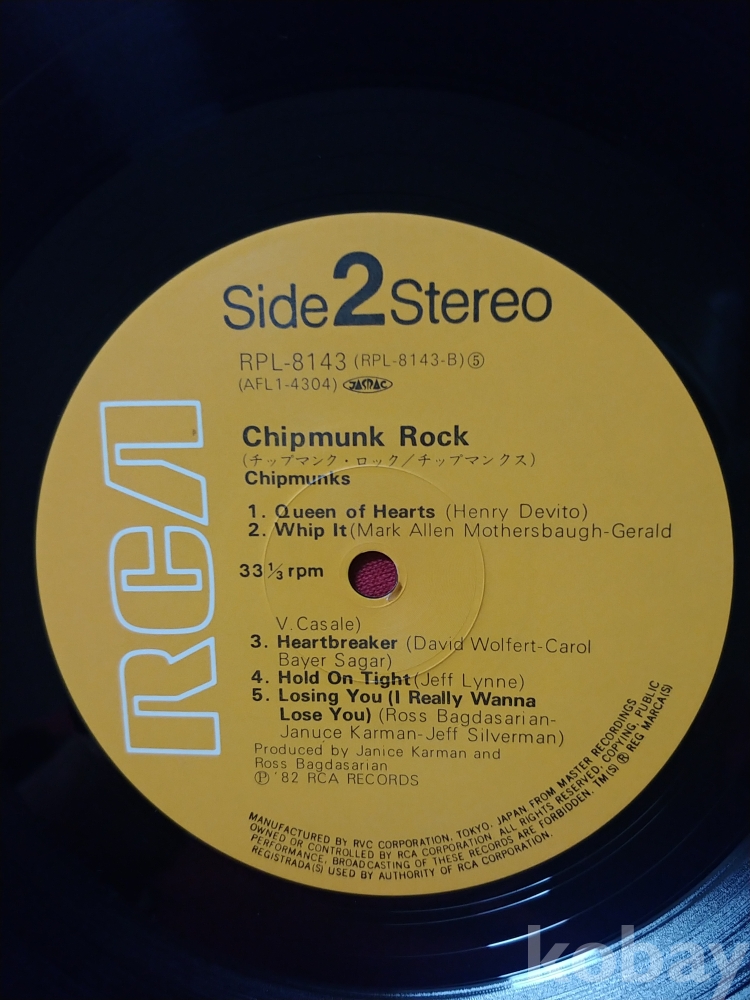 Side 2 Stereo
RPL-8143 (RPL-8143-B) ⑤
(AFL1-4304) JASRAC
RCA
Chipmunk Rock
(チップマンク・ロック/チップマンクス)
Chipmunks
1. Queen of Hearts (Henry Devito)
2. Whip It (Mark Allen Mothersbaugh-Gerald
33 1/3 rpm
V. Casale)
3. Heartbreaker (David Wolfert-Carol
Bayer Sagar)
4. Hold On Tight (Jeff Lynne)
5. Losing You (I Really Wanna
Lose You) (Ross Bagdasarian-
Januce Karman-Jeff Silverman)
Produced by Janice Karman and
Ross Bagdasarian
Ⓟ '82 RCA RECORDS
MANUFACTURED BY RVC CORPORATION, TOKYO, JAPAN FROM MASTER RECORDINGS
OWNED OR CONTROLLED BY RCA CORPORATION. ALL RIGHTS RESERVED, COPYING, PUBLIC
PERFORMANCE, BROADCASTING OF THESE RECORDS ARE FORBIDDEN. TM(S) ® REG MARCA(S)
REGISTRADA(S) USED BY AUTHORITY OF RCA CORPORATION.
kobay